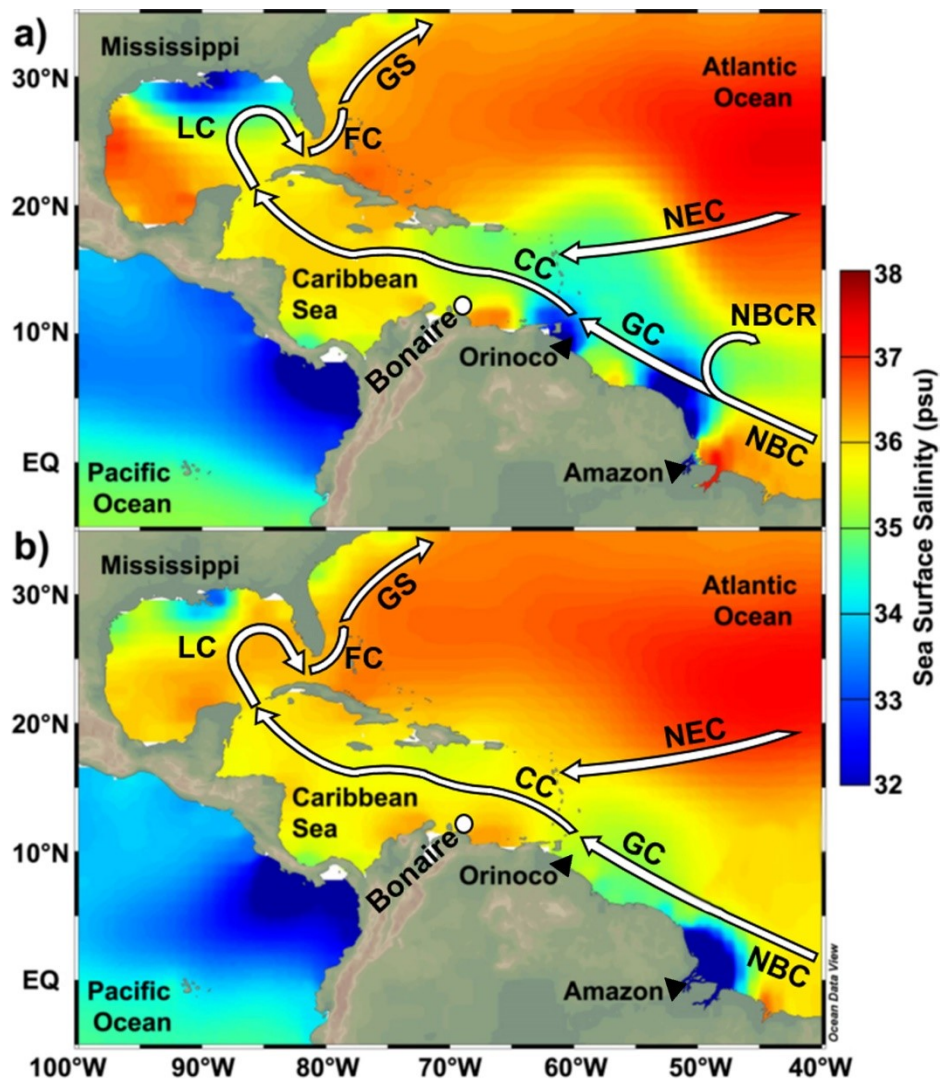 a)
Mississippi
30°N
LC
GS
FC
Atlantic
Ocean
20°N
NEC
CC
Caribbean
Sea
GC
NBCR
10°N
Bonaire
Orinoco
NBC
EQ
Pacific
Ocean
Amazon
b)
Mississippi
30°N
LC
GS
FC
Atlantic
Ocean
20°N
NEC
CC
Caribbean
Sea
GC
10°N
Bonaire
Orinoco
NBC
EQ
Pacific
Ocean
Amazon
Ocean Data View
100°W
90°W
80°W
70°W
60°W
50°W
40°W
38
37
36
35
34
33
32
Sea Surface Salinity (psu)